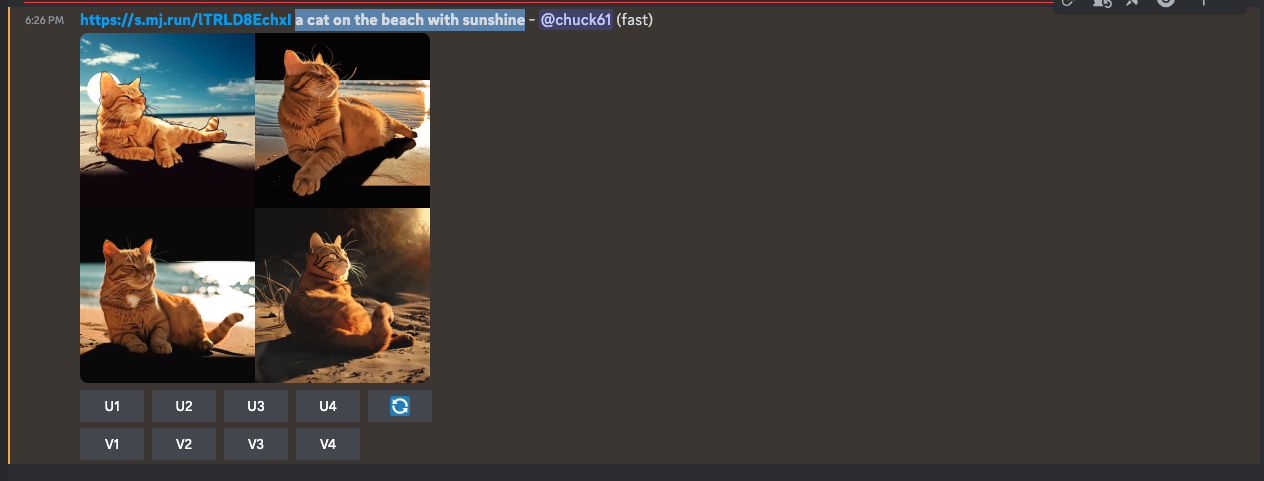 6:26 PM https://s.mj.run/lTRLD8Echxl a cat on the beach with sunshine - @chuck61 (fast)
U1 U2 U3 U4
V1 V2 V3 V4